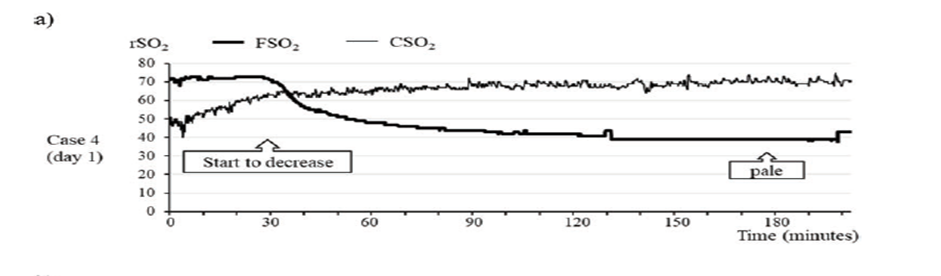 a)
rSO₂ FSO₂ CSO₂
80
70
60
50
40
30
20
10
0
Case 4
(day 1)
Start to decrease
pale
0 30 60 90 120 150 180
Time (minutes)